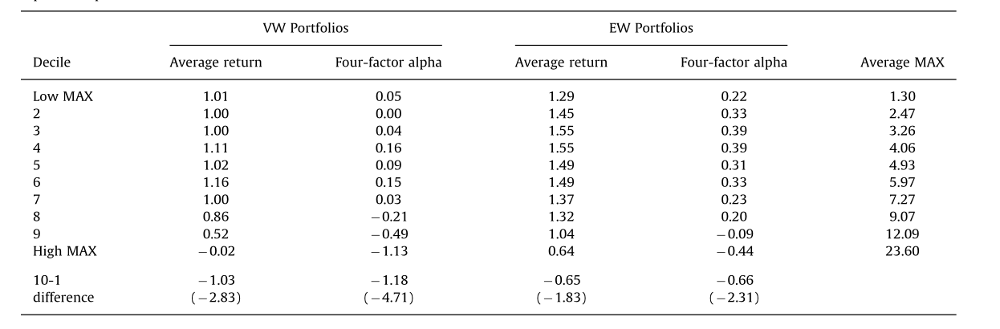 VW Portfolios EW Portfolios
Decile Average return Four-factor alpha Average return Four-factor alpha Average MAX
Low MAX 1.01 0.05 1.29 0.22 1.30
2 1.00 0.00 1.45 0.33 2.47
3 1.00 0.04 1.55 0.39 3.26
4 1.11 0.16 1.55 0.39 4.06
5 1.02 0.09 1.49 0.31 4.93
6 1.16 0.15 1.49 0.33 5.97
7 1.00 0.03 1.37 0.23 7.27
8 0.86 −0.21 1.32 0.20 9.07
9 0.52 −0.49 1.04 −0.09 12.09
High MAX −0.02 −1.13 0.64 −0.44 23.60
10-1 −1.03 −1.18 −0.65 −0.66
difference (−2.83) (−4.71) (−1.83) (−2.31)